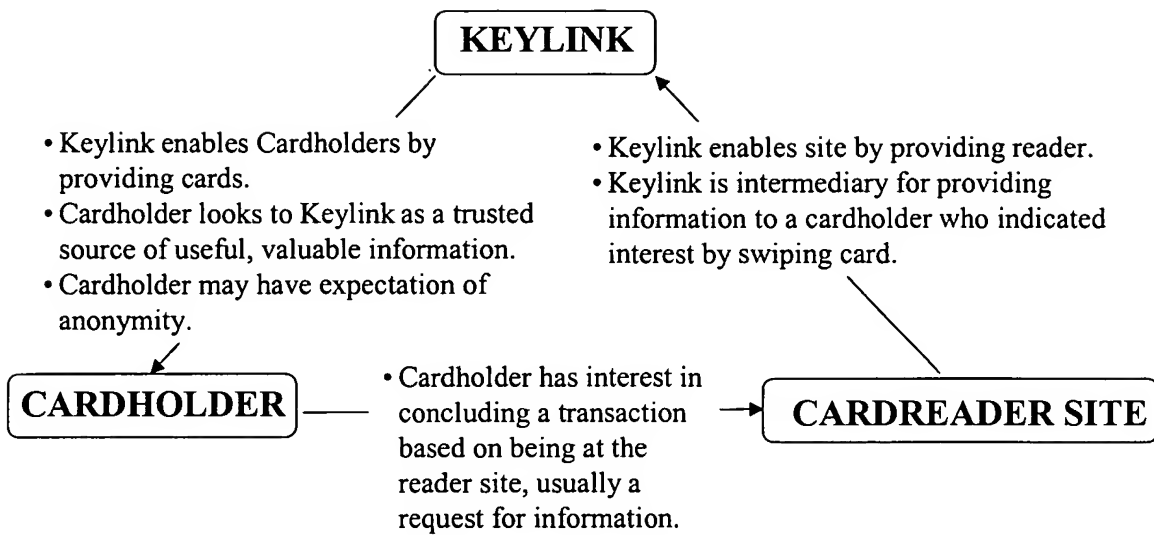 KEYLINK
• Keylink enables Cardholders by
providing cards.
• Cardholder looks to Keylink as a trusted
source of useful, valuable information.
• Cardholder may have expectation of
anonymity.
• Keylink enables site by providing reader.
• Keylink is intermediary for providing
information to a cardholder who indicated
interest by swiping card.
CARDHOLDER
• Cardholder has interest in
concluding a transaction
based on being at the
reader site, usually a
request for information.
CARDREADER SITE